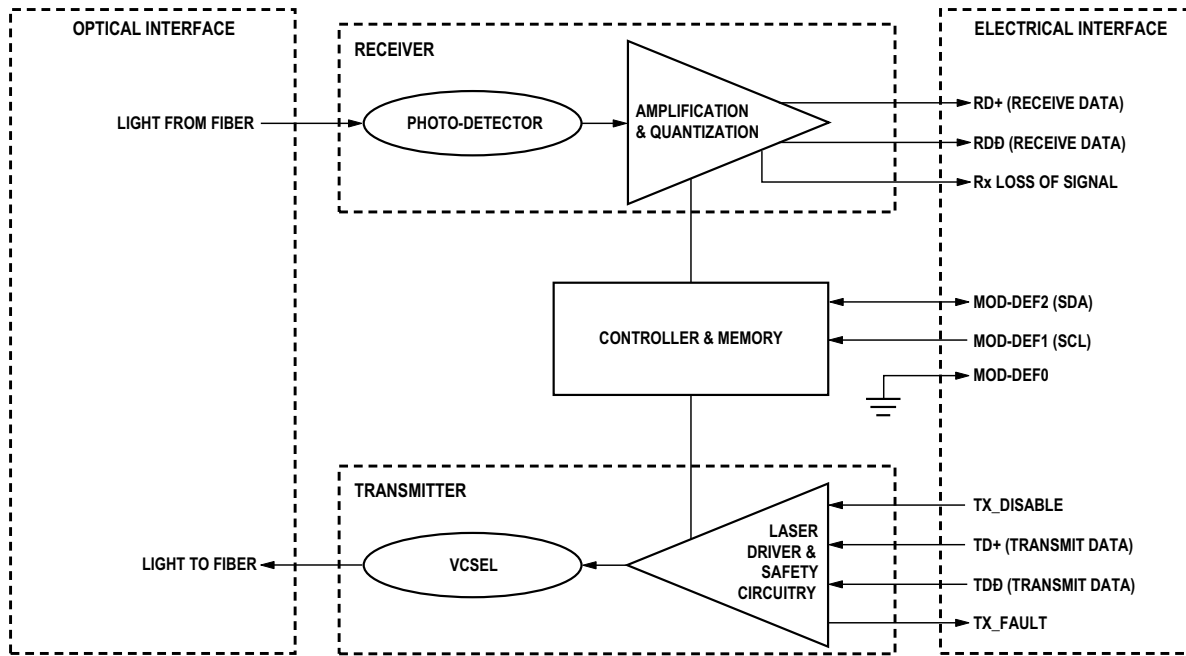 OPTICAL INTERFACE
LIGHT FROM FIBER
LIGHT TO FIBER
RECEIVER
PHOTO-DETECTOR
AMPLIFICATION
& QUANTIZATION
CONTROLLER & MEMORY
TRANSMITTER
VCSEL
LASER
DRIVER &
SAFETY
CIRCUITRY
ELECTRICAL INTERFACE
RD+ (RECEIVE DATA)
RDÐ (RECEIVE DATA)
Rx LOSS OF SIGNAL
MOD-DEF2 (SDA)
MOD-DEF1 (SCL)
MOD-DEF0
TX_DISABLE
TD+ (TRANSMIT DATA)
TDÐ (TRANSMIT DATA)
TX_FAULT